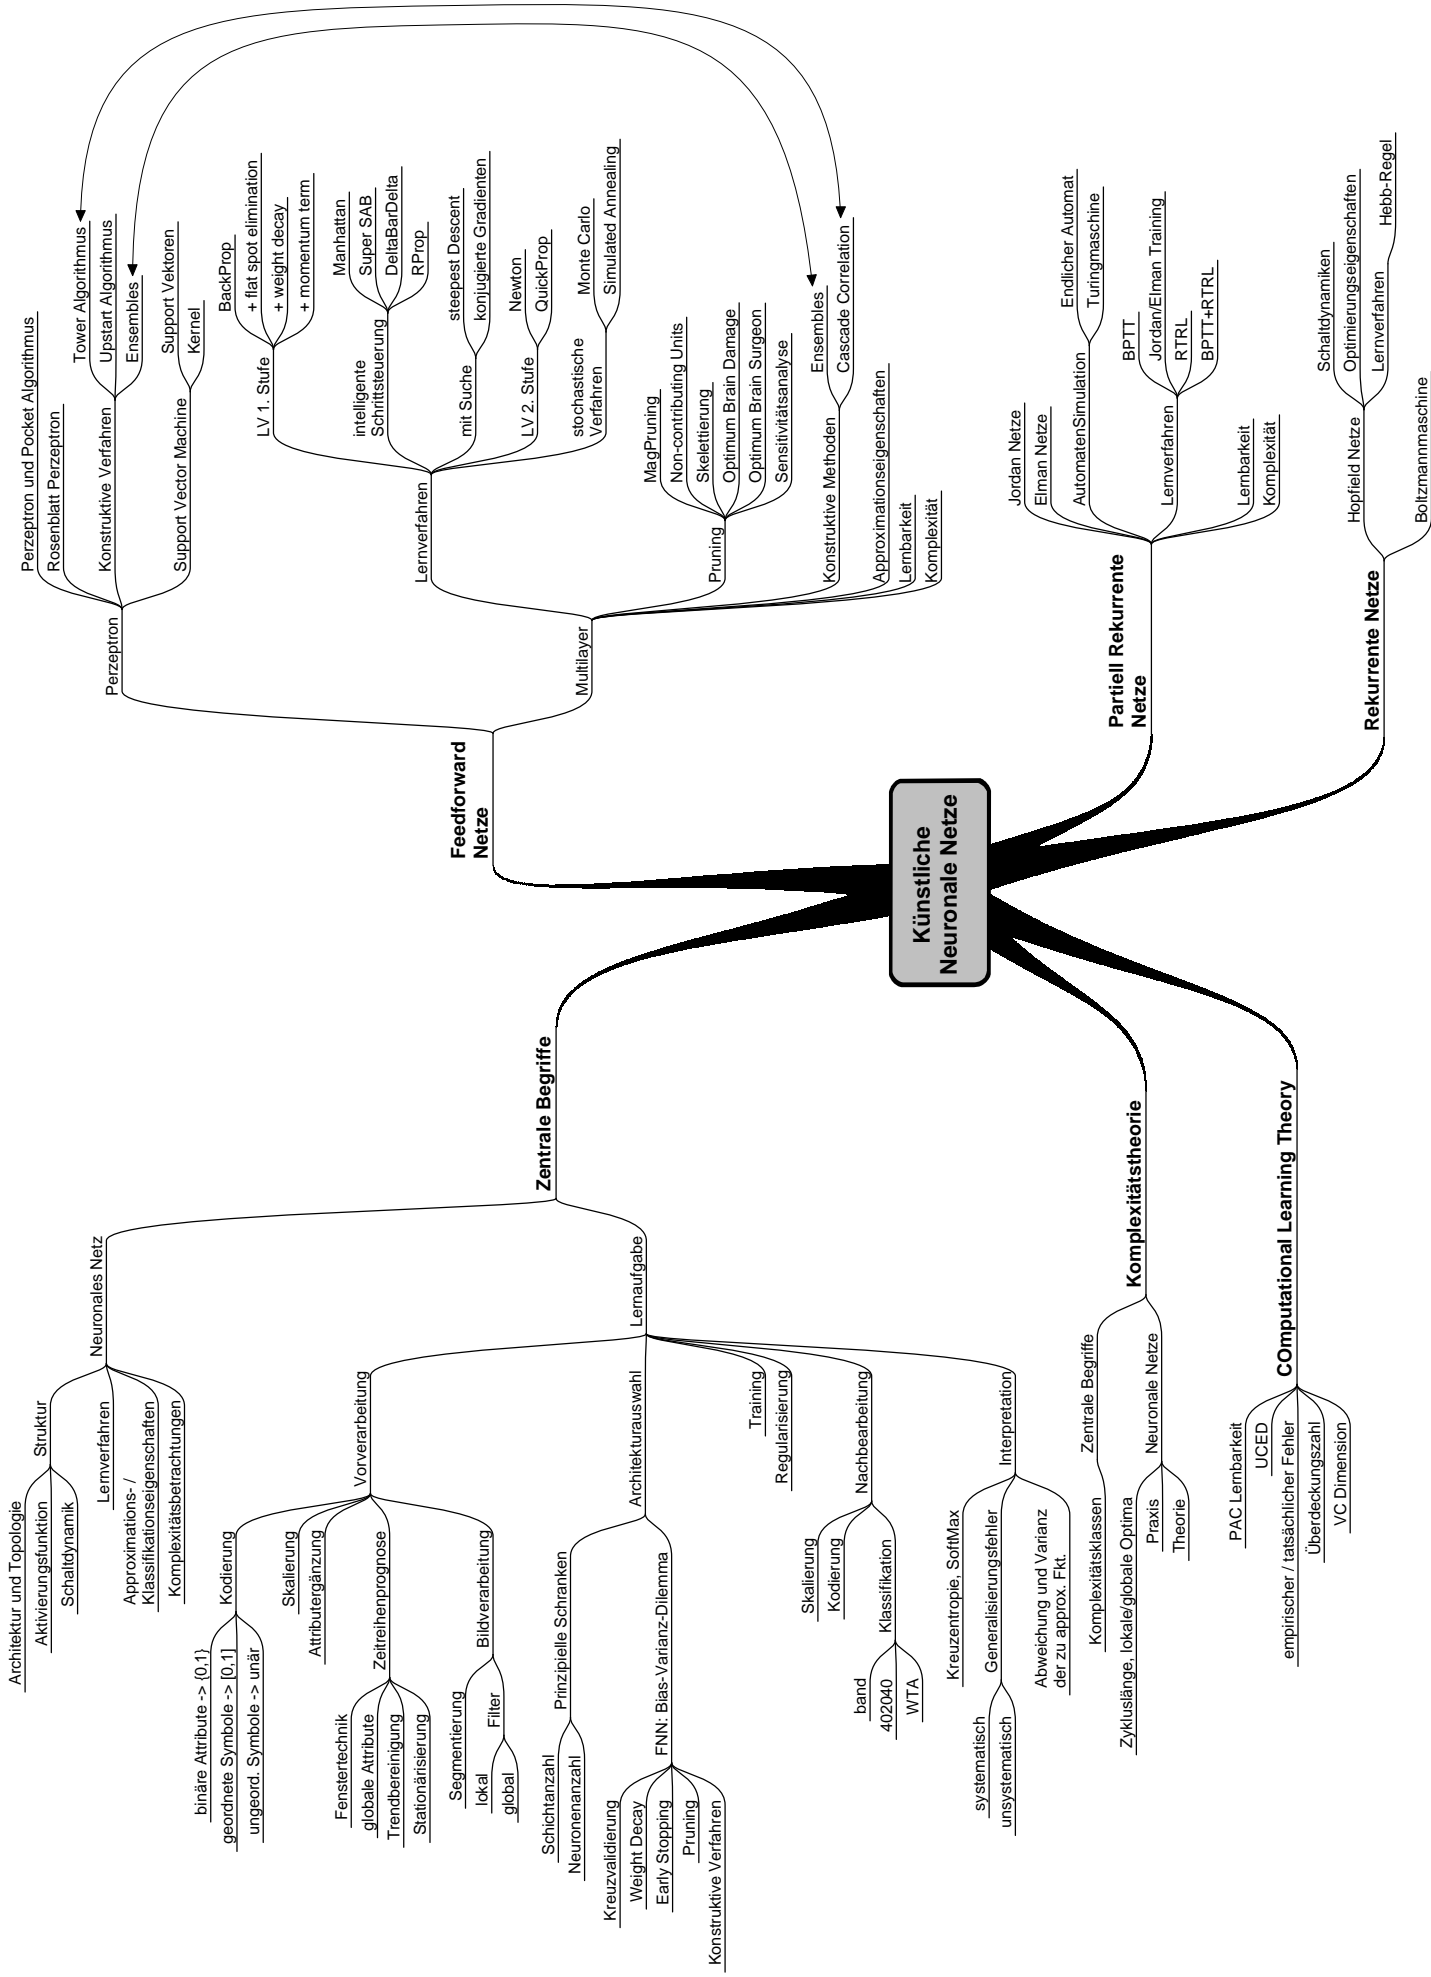 Künstliche
Neuronale Netze
Feedforward
Netze
Perzeptron
Perzeptron und Pocket Algorithmus
Rosenblatt Perzeptron
Konstruktive Verfahren
Tower Algorithmus
Upstart Algorithmus
Ensembles
Support Vector Machine
Support Vektoren
Kernel
Multilayer
Lernverfahren
LV 1. Stufe
BackProp
+ flat spot elimination
+ weight decay
+ momentum term
intelligente
Schrittsteuerung
Manhattan
Super SAB
DeltaBarDelta
RProp
mit Suche
steepest Descent
konjugierte Gradienten
LV 2. Stufe
Newton
QuickProp
stochastische
Verfahren
Monte Carlo
Simulated Annealing
Pruning
MagPruning
Non-contributing Units
Skelettierung
Optimum Brain Damage
Optimum Brain Surgeon
Sensitivitätsanalyse
Konstruktive Methoden
Ensembles
Cascade Correlation
Approximationseigenschaften
Lernbarkeit
Komplexität
Partiell Rekurrente
Netze
Jordan Netze
Elman Netze
AutomatenSimulation
Endlicher Automat
Turingmaschine
Lernverfahren
BPTT
Jordan/Elman Training
RTRL
BPTT+RTRL
Lernbarkeit
Komplexität
Rekurrente Netze
Hopfield Netze
Schaltdynamiken
Optimierungseigenschaften
Lernverfahren
Hebb-Regel
Boltzmannmaschine
Zentrale Begriffe
Neuronales Netz
Struktur
Architektur und Topologie
Aktivierungsfunktion
Schaltdynamik
Lernverfahren
Approximations- /
Klassifikationseigenschaften
Komplexitätsbetrachtungen
Lernaufgabe
Vorverarbeitung
Kodierung
binäre Attribute -> {0,1}
geordnete Symbole -> [0,1]
ungeord. Symbole -> unär
Skalierung
Attributergänzung
Zeitreihenprognose
Fenstertechnik
globale Attribute
Trendbereinigung
Stationärisierung
Bildverarbeitung
Segmentierung
Filter
lokal
global
Architekturauswahl
Prinzipielle Schranken
Schichtanzahl
Neuronenanzahl
FNN: Bias-Varianz-Dilemma
Kreuzvalidierung
Weight Decay
Early Stopping
Pruning
Konstruktive Verfahren
Training
Regularisierung
Nachbearbeitung
Skalierung
Kodierung
Klassifikation
band
402040
WTA
Interpretation
Kreuzentropie, SoftMax
Generalisierungsfehler
systematisch
unsystematisch
Abweichung und Varianz
der zu approx. Fkt.
Komplexitätstheorie
Zentrale Begriffe
Komplexitätsklassen
Neuronale Netze
Zykluslänge, lokale/globale Optima
Praxis
Theorie
COmputational Learning Theory
PAC Lernbarkeit
UCED
empirischer / tatsächlicher Fehler
Überdeckungszahl
VC Dimension